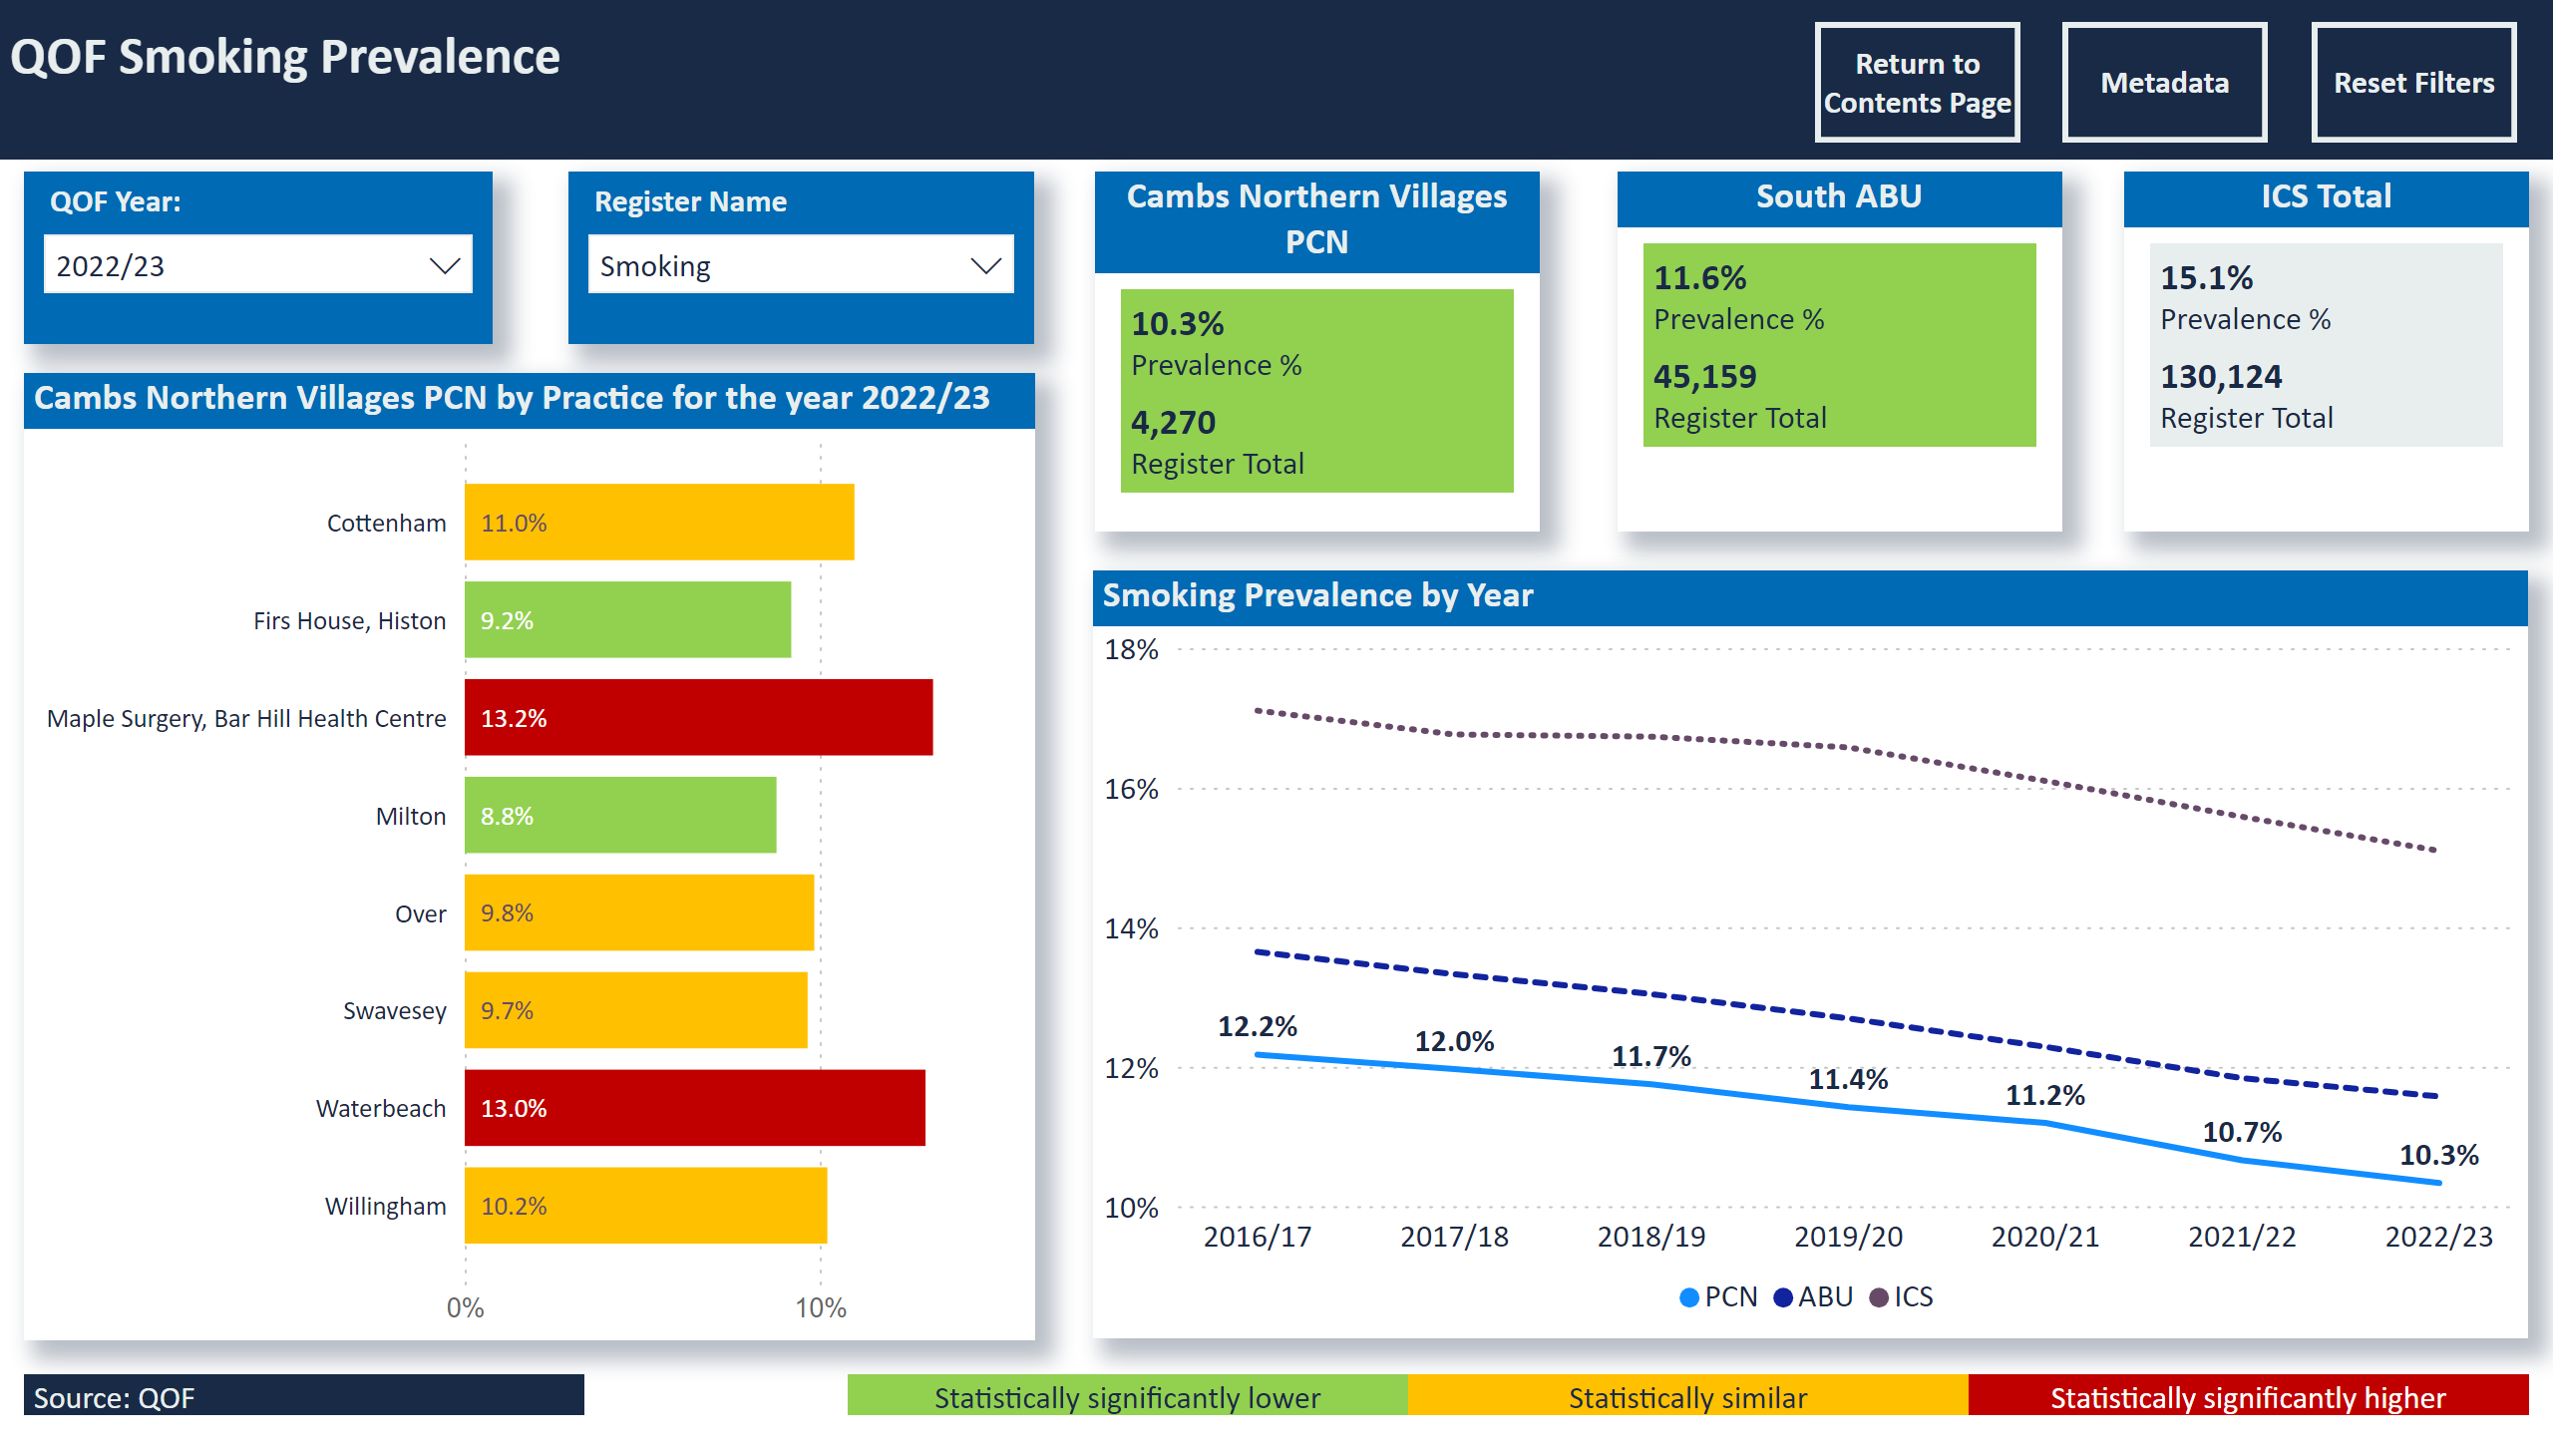 QOF Smoking Prevalence
Return to
Contents Page
Metadata
Reset Filters
QOF Year:
2022/23
Register Name
Smoking
Cambs Northern Villages
PCN
10.3%
Prevalence %
4,270
Register Total
South ABU
11.6%
Prevalence %
45,159
Register Total
ICS Total
15.1%
Prevalence %
130,124
Register Total
Cambs Northern Villages PCN by Practice for the year 2022/23
Cottenham 11.0%
Firs House, Histon 9.2%
Maple Surgery, Bar Hill Health Centre 13.2%
Milton 8.8%
Over 9.8%
Swavesey 9.7%
Waterbeach 13.0%
Willingham 10.2%
0% 10%
Smoking Prevalence by Year
18%
16%
14%
12%
10%
12.2% 12.0% 11.7% 11.4% 11.2% 10.7% 10.3%
2016/17 2017/18 2018/19 2019/20 2020/21 2021/22 2022/23
PCN ABU ICS
Source: QOF
Statistically significantly lower
Statistically similar
Statistically significantly higher